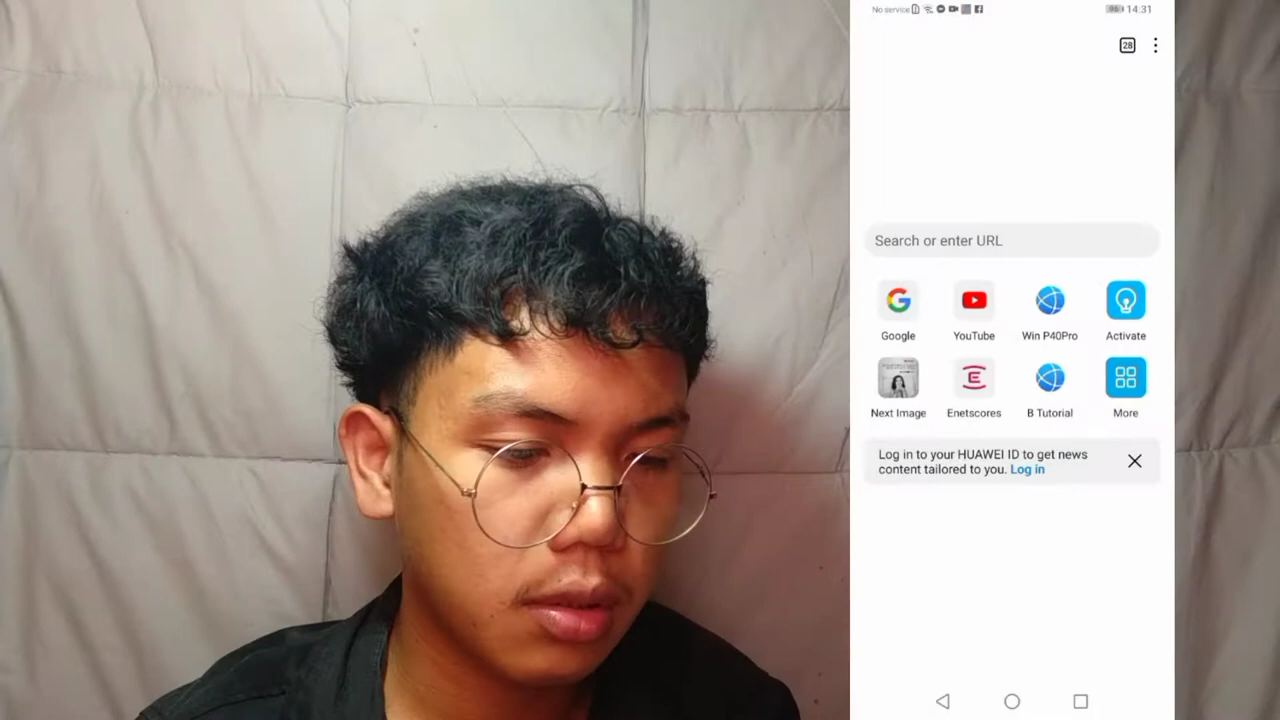 No service
14:31
28
Search or enter URL
Google
YouTube
Win P40Pro
Activate
Next Image
Enetscores
B Tutorial
More
Log in to your HUAWEI ID to get news
content tailored to you. Log in